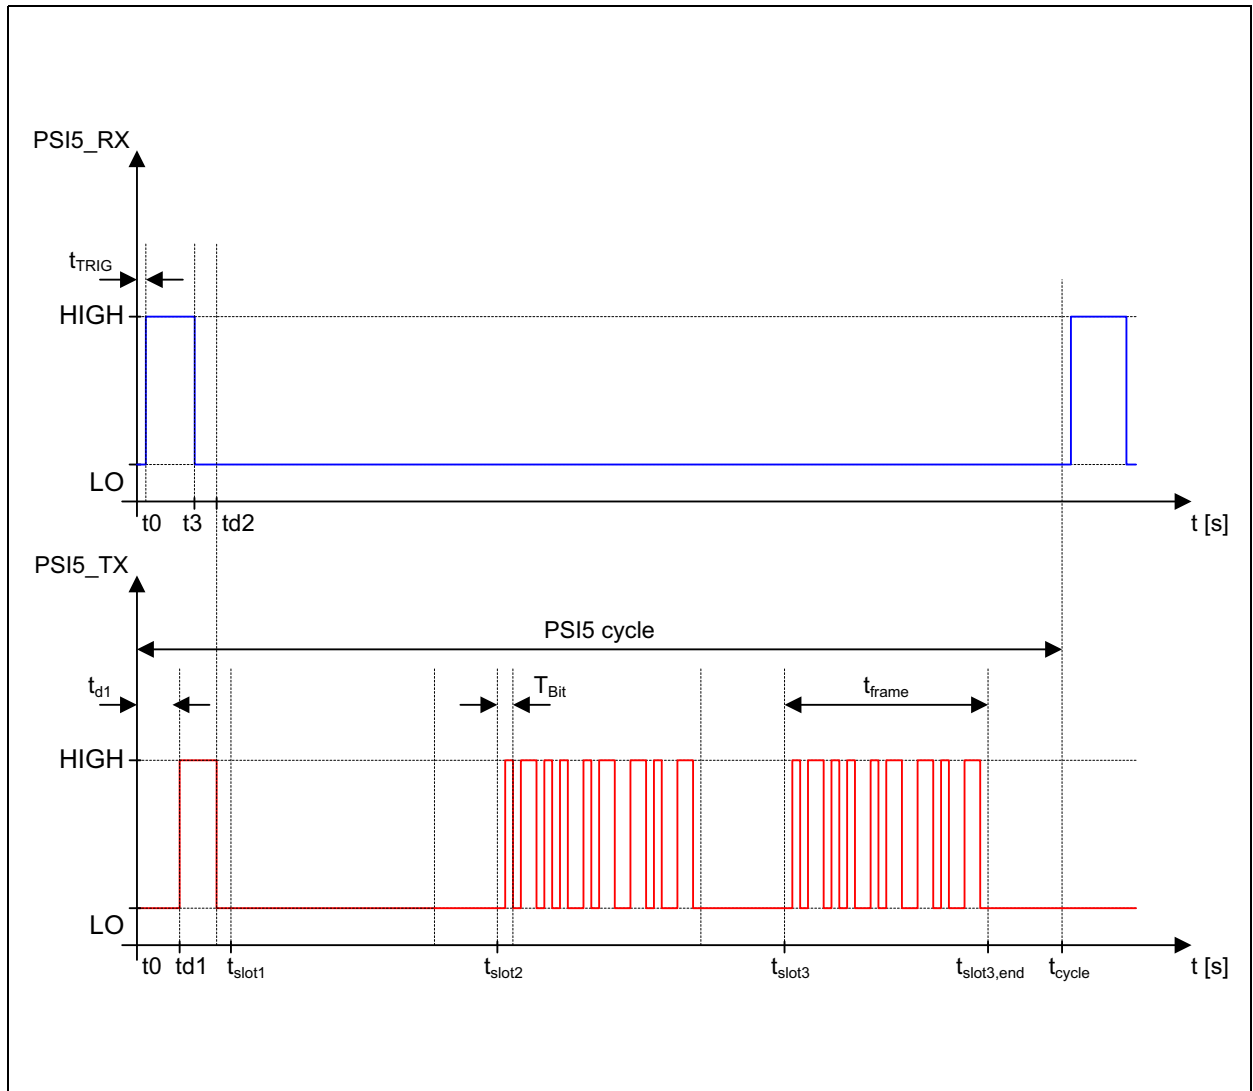 PSI5_RX
tTRIG
HIGH
LO
t0 t3 td2
t [s]
PSI5_TX
PSI5 cycle
td1
TBit
tframe
HIGH
LO
t0 td1 tslot1 tslot2 tslot3 tslot3,end tcycle
t [s]